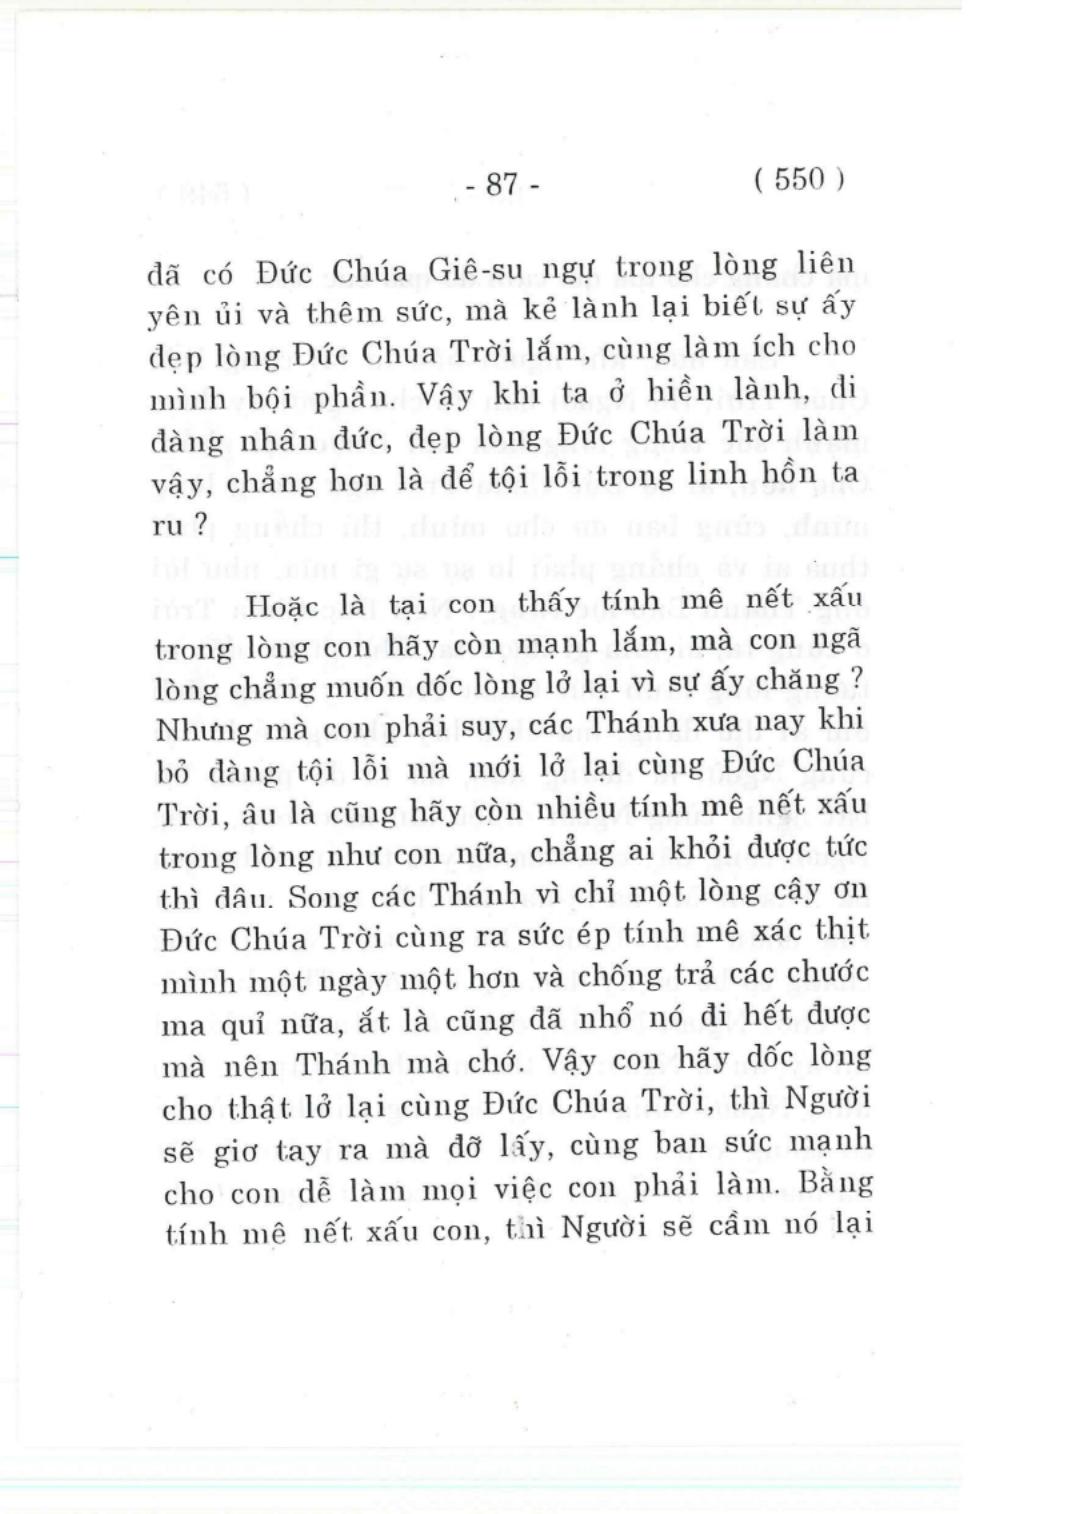 - 87 - ( 550 )
đã có Đức Chúa Giê-su ngự trong lòng liên
yên ủi và thêm sức, mà kẻ lành lại biết sự ấy
đẹp lòng Đức Chúa Trời lắm, cùng làm ích cho
mình bội phần. Vậy khi ta ở hiền lành, đi
đàng nhân đức, đẹp lòng Đức Chúa Trời làm
vậy, chẳng hơn là để tội lỗi trong linh hồn ta
ru ?
Hoặc là tại con thấy tính mê nết xấu
trong lòng con hãy còn mạnh lắm, mà con ngã
lòng chẳng muốn dốc lòng lở lại vì sự ấy chăng ?
Nhưng mà con phải suy, các Thánh xưa nay khi
bỏ đàng tội lỗi mà mới lở lại cùng Đức Chúa
Trời, âu là cũng hãy còn nhiều tính mê nết xấu
trong lòng như con nữa, chẳng ai khỏi được tức
thì đâu. Song các Thánh vì chỉ một lòng cậy ơn
Đức Chúa Trời cùng ra sức ép tính mê xác thịt
mình một ngày một hơn và chống trả các chước
ma quỉ nữa, ắt là cũng đã nhổ nó đi hết được
mà nên Thánh mà chớ. Vậy con hãy dốc lòng
cho thật lở lại cùng Đức Chúa Trời, thì Người
sẽ giơ tay ra mà đỡ lấy, cùng ban sức mạnh
cho con dễ làm mọi việc con phải làm. Bằng
tính mê nết xấu con, thì Người sẽ cầm nó lại